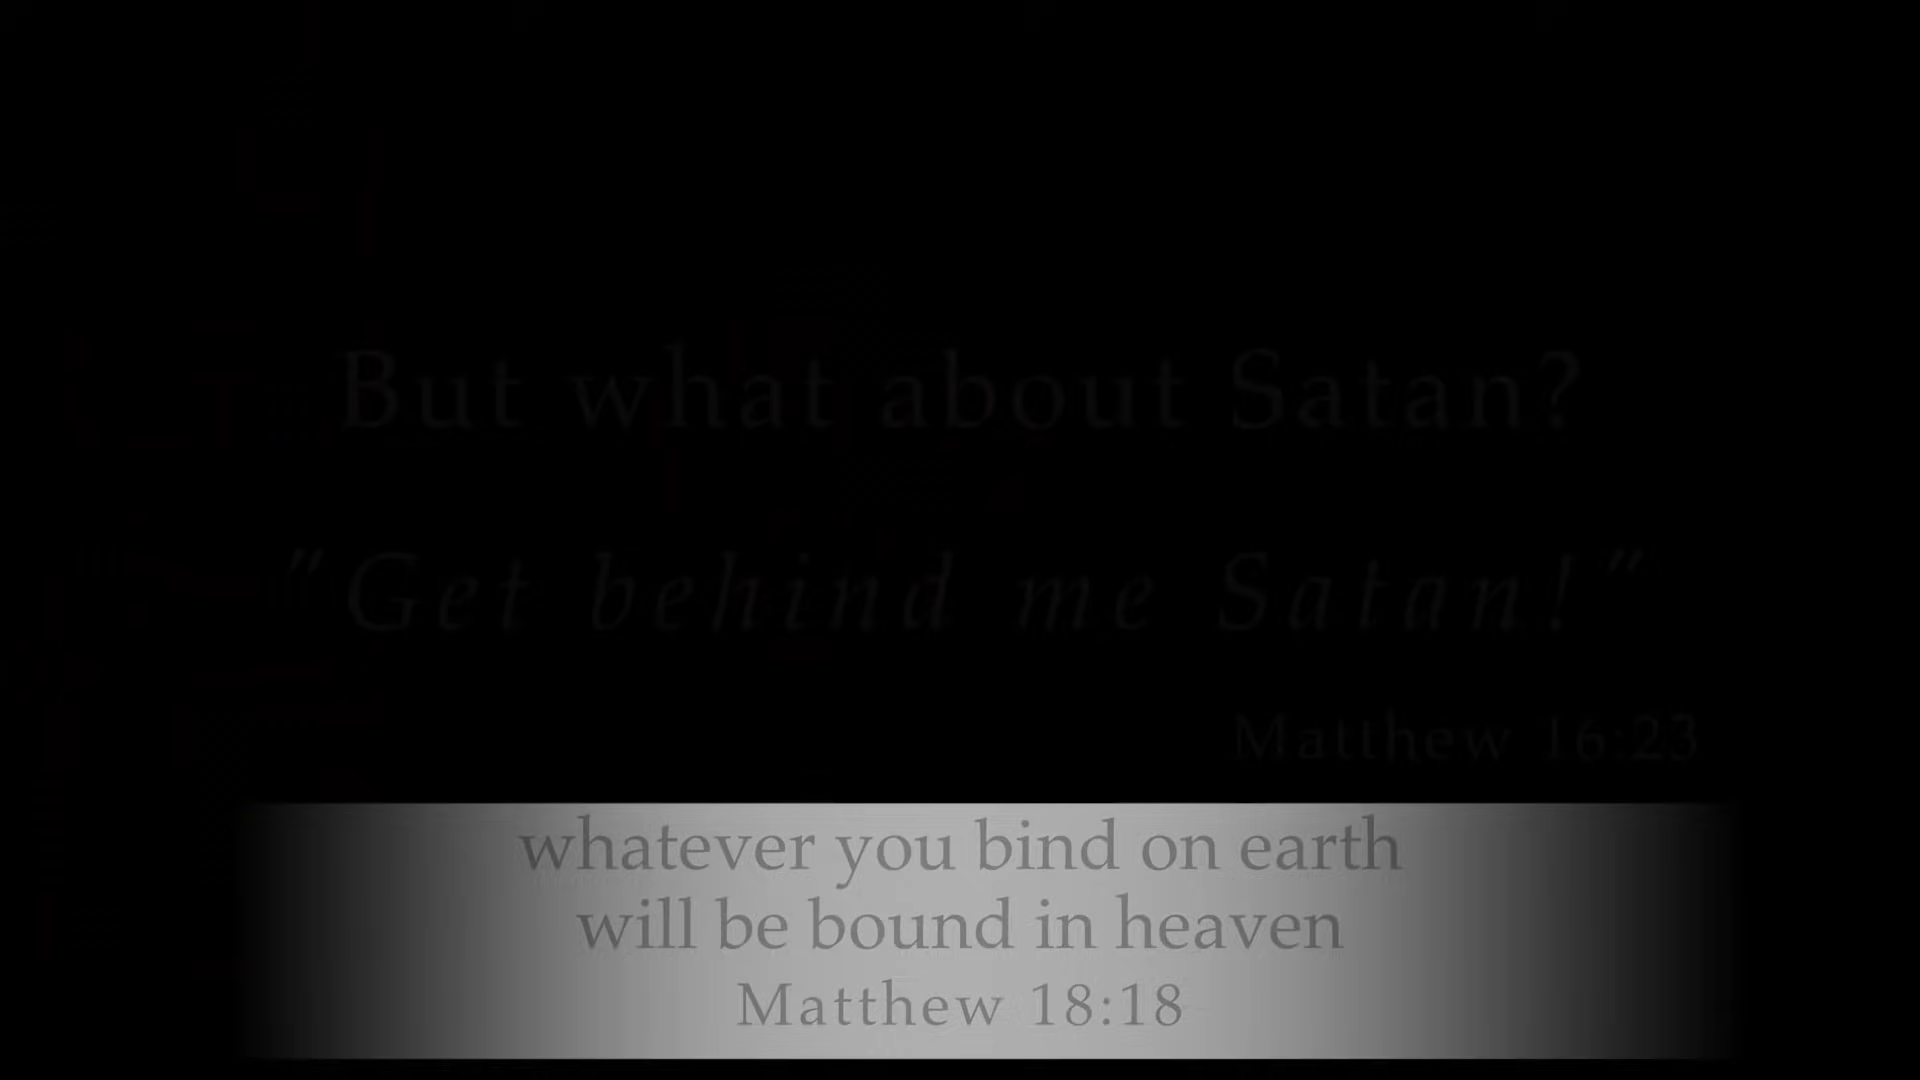 But what about Satan?
"Get behind me Satan!"
Matthew 16:23
whatever you bind on earth
will be bound in heaven
Matthew 18:18